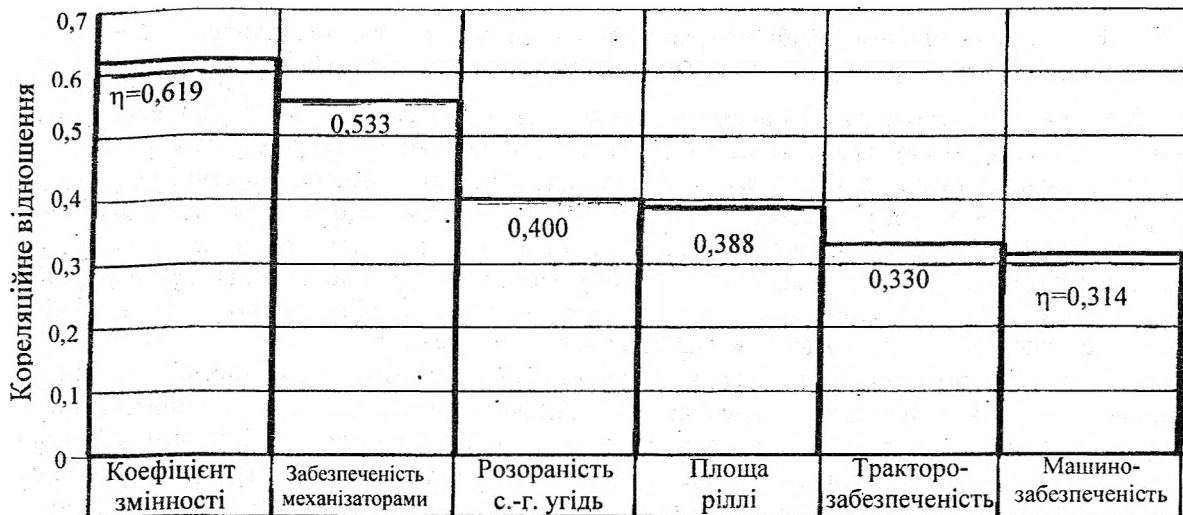 Кореляційне відношення
0,7
0.6
0,5
0,4
0.3
0,2
0,1
0
η=0,619
0,533
0,400
0,388
0,330
η=0,314
Коефіцієнт
змінності
Забезпеченість
механізаторами
Розораність
с.-г. угідь
Площа
ріллі
Тракторо-
забезпеченість
Машино-
забезпеченість